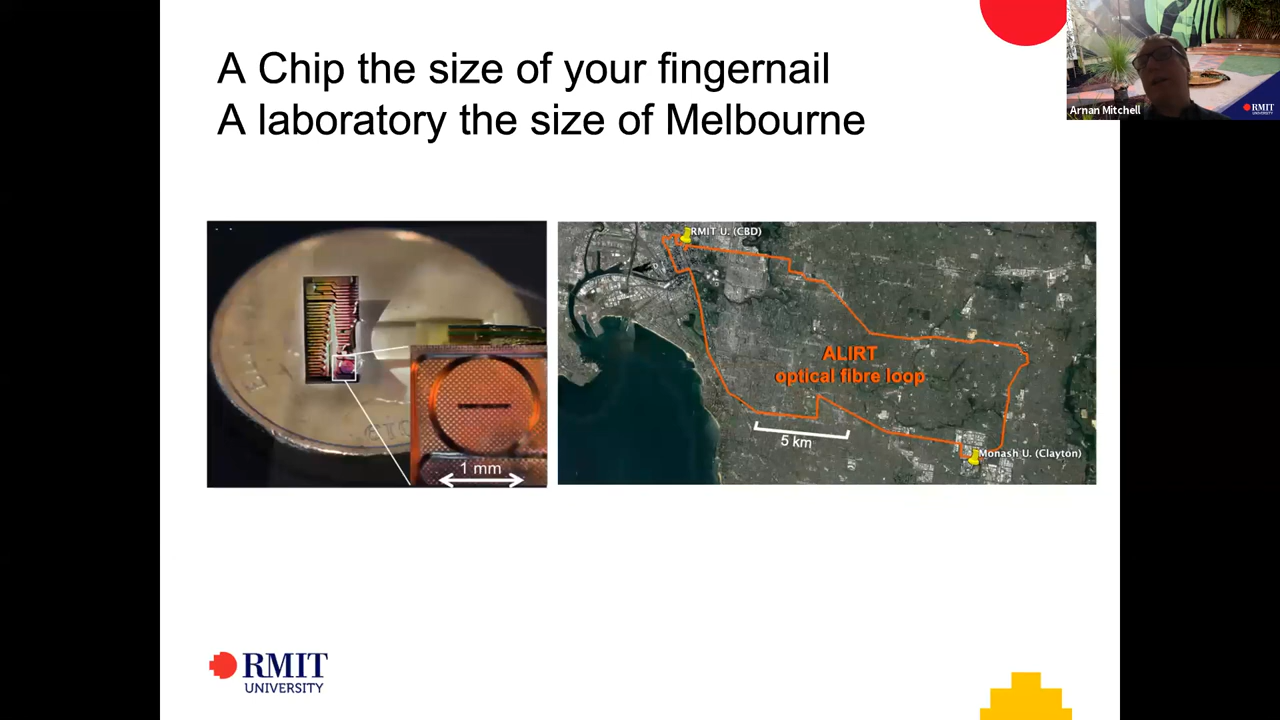 A Chip the size of your fingernail
A laboratory the size of Melbourne
Arnan Mitchell
RMIT
UNIVERSITY
RMIT U. (CBD)
ALIRT
optical fibre loop
5 km
Monash U. (Clayton)
1 mm
RMIT
UNIVERSITY